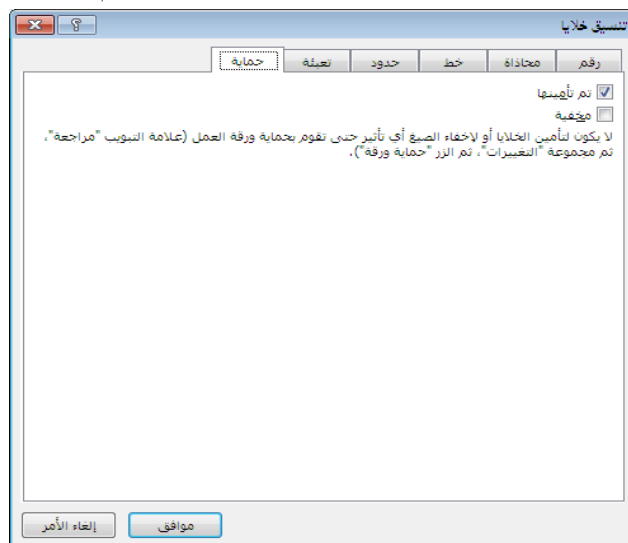 تنسيق خلايا
رقم محاذاة خط حدود تعبئة حماية
تم تأمينها
مخفية
لا يكون لتأمين الخلايا أو لإخفاء الصيغ أي تأثير حتى تقوم بحماية ورقة العمل (علامة التبويب "مراجعة"،
ثم مجموعة "التغييرات"، ثم الزر "حماية ورقة").
موافق إلغاء الأمر